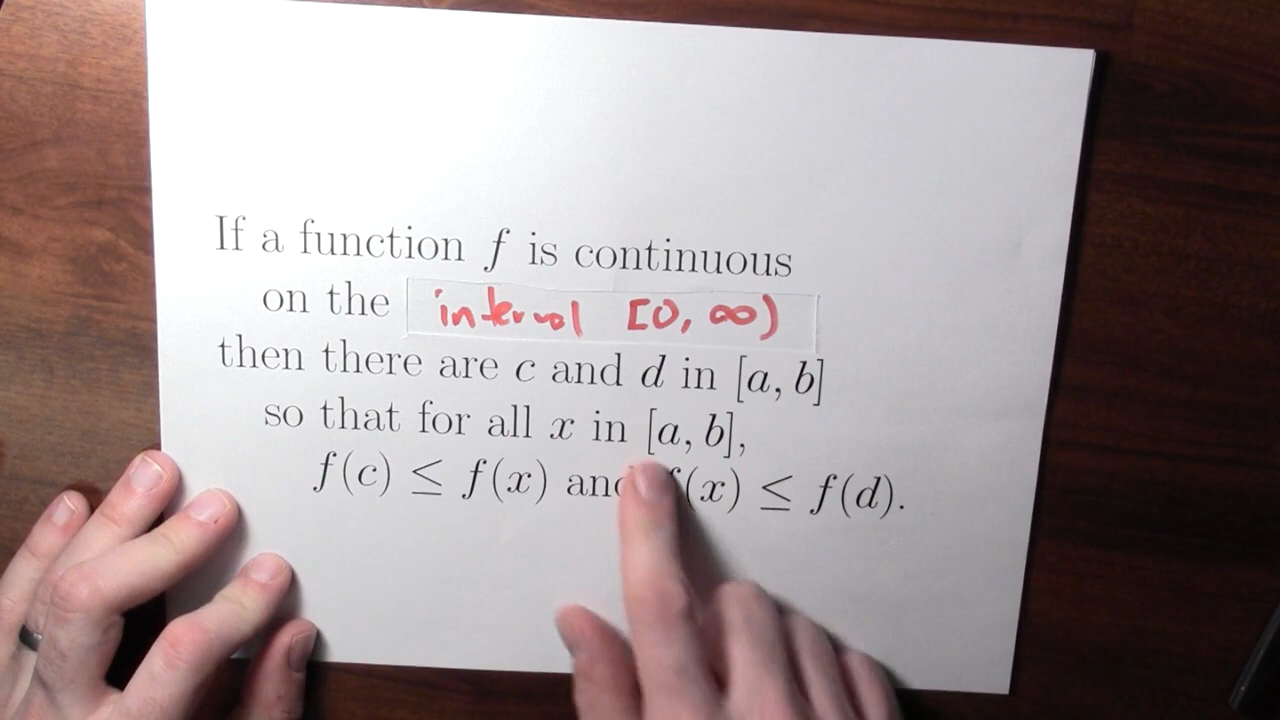 If a function f is continuous
on the interval [0, ∞)
then there are c and d in [a, b]
so that for all x in [a, b],
f(c) ≤ f(x) and f(x) ≤ f(d).